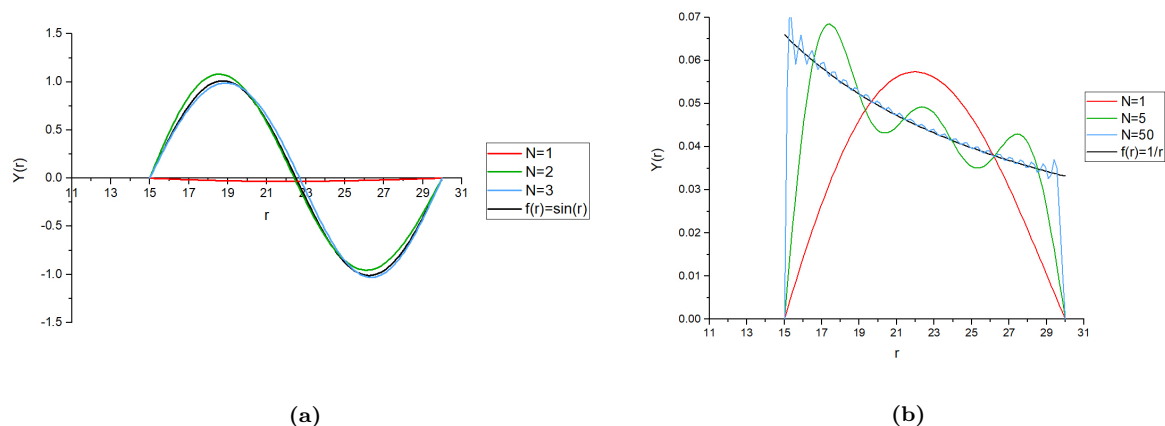 1.5
1.0
0.5
0.0
-0.5
-1.0
-1.5
Y(r)
11 13 15 17 19 21 23 25 27 29 31
r
N=1
N=2
N=3
f(r)=sin(r)
(a)
0.07
0.06
0.05
0.04
0.03
0.02
0.01
0.00
Y(r)
11 13 15 17 19 21 23 25 27 29 31
r
N=1
N=5
N=50
f(r)=1/r
(b)